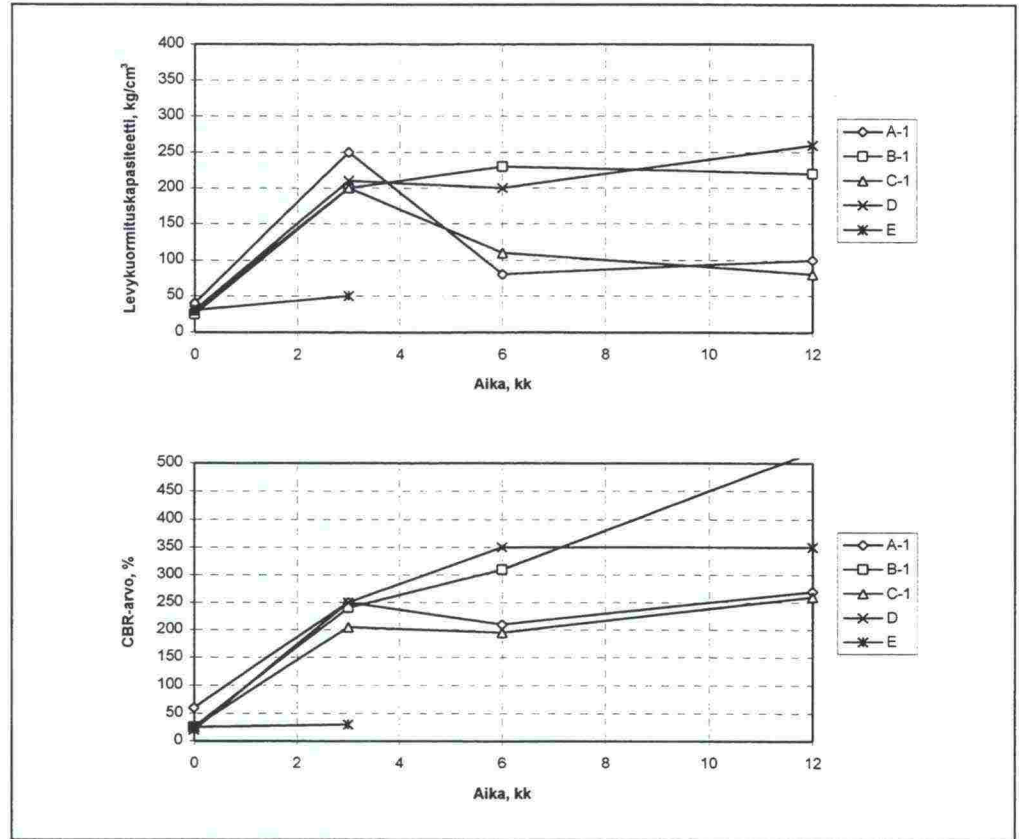 Levykuormituskapasiteetti, kg/cm³
400
350
300
250
200
150
100
50
0
0 2 4 6 8 10 12
Aika, kk
A-1
B-1
C-1
D
E
CBR-arvo, %
500
450
400
350
300
250
200
150
100
50
0
0 2 4 6 8 10 12
Aika, kk
A-1
B-1
C-1
D
E